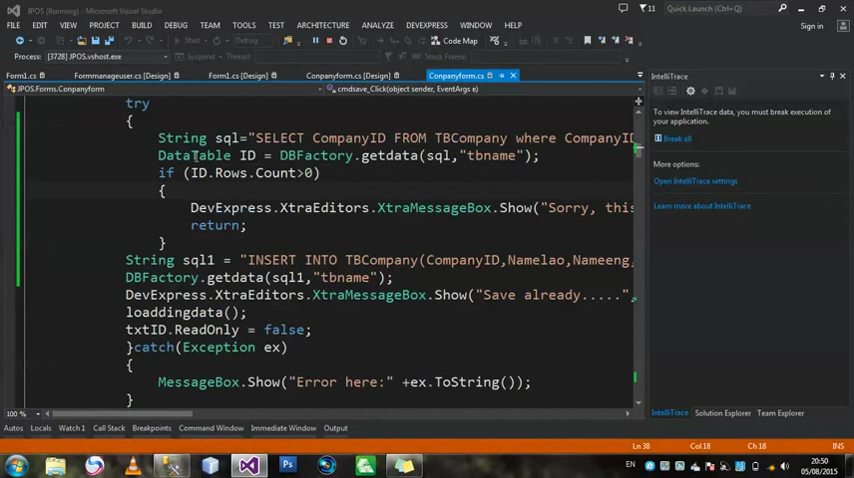 JPOS (Running) - Microsoft Visual Studio
11
Quick Launch (Ctrl+Q)
FILE EDIT VIEW PROJECT BUILD DEBUG TEAM TOOLS TEST ARCHITECTURE ANALYZE DEVEXPRESS WINDOW HELP
Sign in
Start Debug Code Map
Process: [3728] JPOS.vshost.exe Suspend Thread: Stack Frame:
Form1.cs Formmanageuser.cs [Design] Form1.cs [Design] Conpanyform.cs [Design] Conpanyform.cs
JPOS.Forms.Conpanyform cmdsave_Click(object sender, EventArgs e)
try
{
String sql="SELECT CompanyID FROM TBCompany where CompanyID
DataTable ID = DBFactory.getdata(sql,"tbname");
if (ID.Rows.Count>0)
{
DevExpress.XtraEditors.XtraMessageBox.Show("Sorry, this
return;
}
String sql1 = "INSERT INTO TBCompany(CompanyID,Namelao,Nameeng,
DBFactory.getdata(sql1,"tbname");
DevExpress.XtraEditors.XtraMessageBox.Show("Save already.....",
loaddingdata();
txtID.ReadOnly = false;
}catch(Exception ex)
{
MessageBox.Show("Error here:" +ex.ToString());
}
100 %
IntelliTrace
To view IntelliTrace data, you must break execution of
your application.
Break all
More options:
Open IntelliTrace settings
Learn more about IntelliTrace
IntelliTrace Solution Explorer Team Explorer
Autos Locals Watch 1 Call Stack Breakpoints Immediate Window Output
Ln 38 Col 18 Ch 18 INS
Ps
EN
20:50
05/08/2015